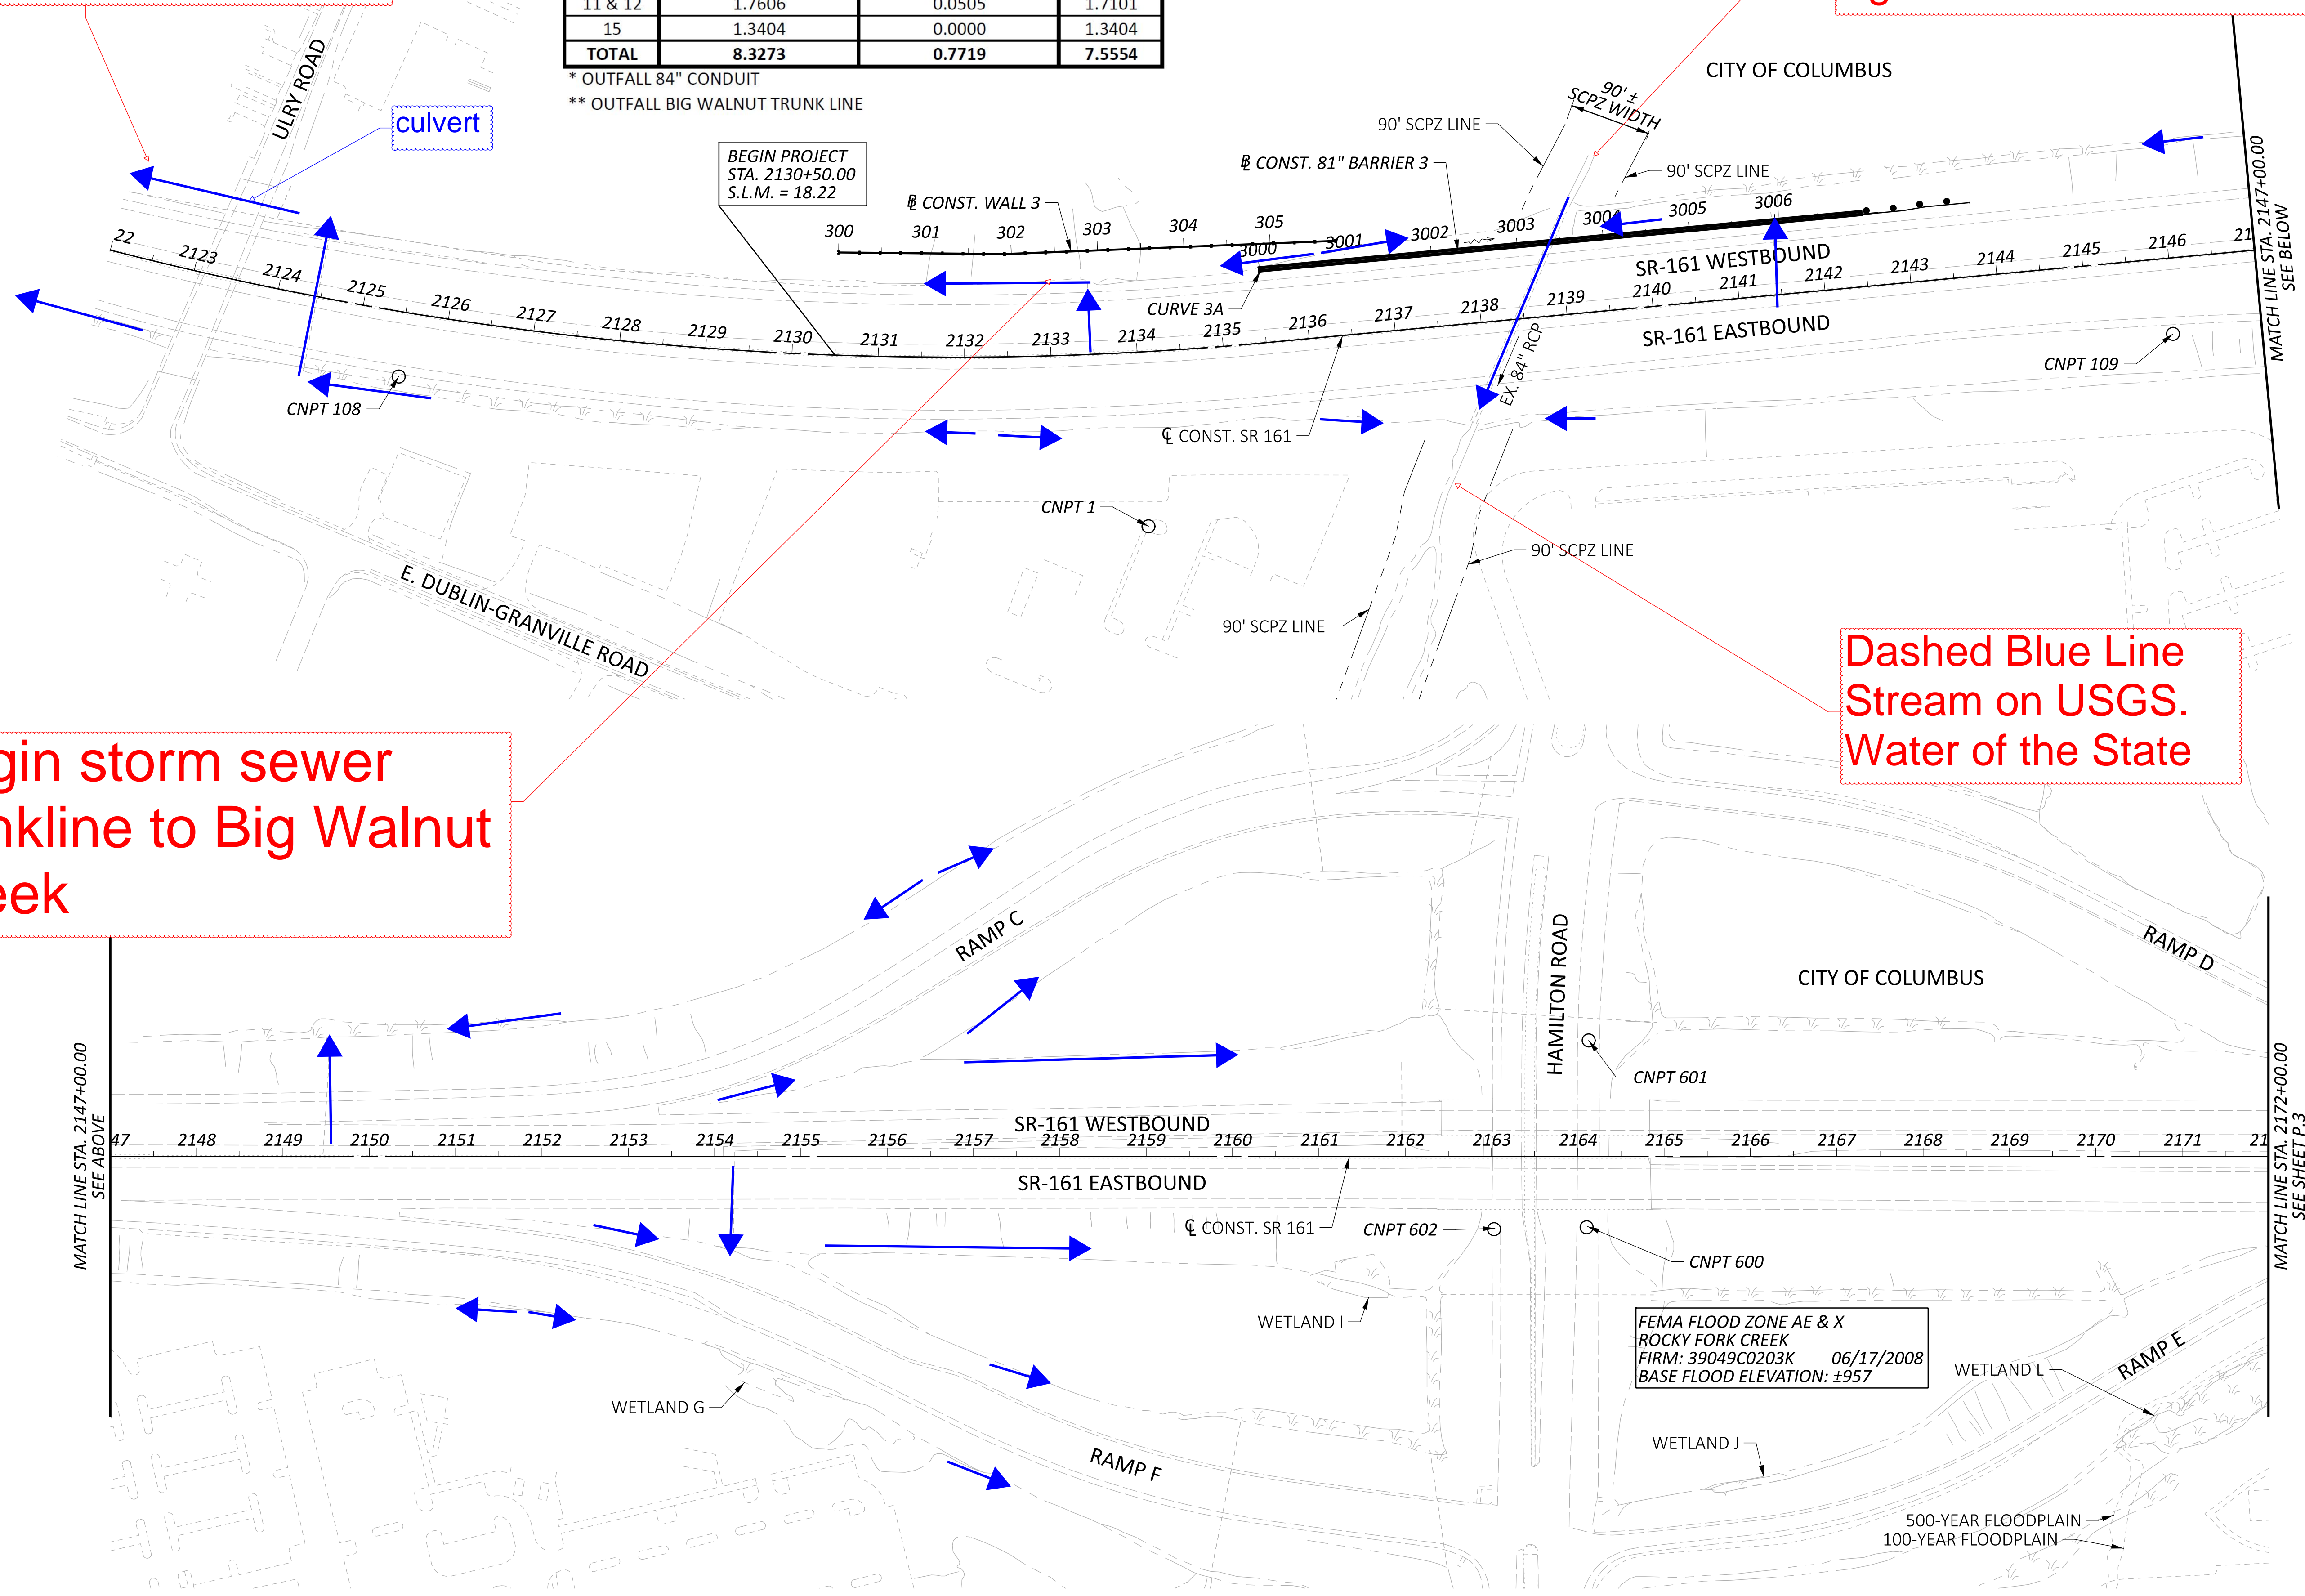 11 & 12 1.7606 0.0505 1.7101
15 1.3404 0.0000 1.3404
TOTAL 8.3273 0.7719 7.5554
* OUTFALL 84" CONDUIT
** OUTFALL BIG WALNUT TRUNK LINE
ULRY ROAD
culvert
CITY OF COLUMBUS
90' ±
SCPZ WIDTH
90' SCPZ LINE
90' SCPZ LINE
BEGIN PROJECT
STA. 2130+50.00
S.L.M. = 18.22
℄ CONST. WALL 3
℄ CONST. 81" BARRIER 3
300 301 302 303 304 305
3000 3001 3002 3003 3004 3005 3006
22 2123 2124 2125 2126 2127 2128 2129 2130 2131 2132 2133 2134 2135 2136 2137 2138 2139 2140 2141 2142 2143 2144 2145 2146 21
SR-161 WESTBOUND
SR-161 EASTBOUND
CURVE 3A
MATCH LINE STA. 2147+00.00
SEE BELOW
EX. 84" RCP
CNPT 109
CNPT 108
℄ CONST. SR 161
CNPT 1
90' SCPZ LINE
90' SCPZ LINE
E. DUBLIN-GRANVILLE ROAD
Dashed Blue Line
Stream on USGS.
Water of the State
gin storm sewer
nkline to Big Walnut
eek
RAMP C
HAMILTON ROAD
CITY OF COLUMBUS
RAMP D
CNPT 601
MATCH LINE STA. 2147+00.00
SEE ABOVE
SR-161 WESTBOUND
47 2148 2149 2150 2151 2152 2153 2154 2155 2156 2157 2158 2159 2160 2161 2162 2163 2164 2165 2166 2167 2168 2169 2170 2171 21
SR-161 EASTBOUND
MATCH LINE STA. 2172+00.00
SEE SHEET P.3
℄ CONST. SR 161
CNPT 602
CNPT 600
WETLAND I
FEMA FLOOD ZONE AE & X
ROCKY FORK CREEK
FIRM: 39049C0203K 06/17/2008
BASE FLOOD ELEVATION: ±957
WETLAND L
RAMP E
WETLAND G
WETLAND J
RAMP F
500-YEAR FLOODPLAIN
100-YEAR FLOODPLAIN